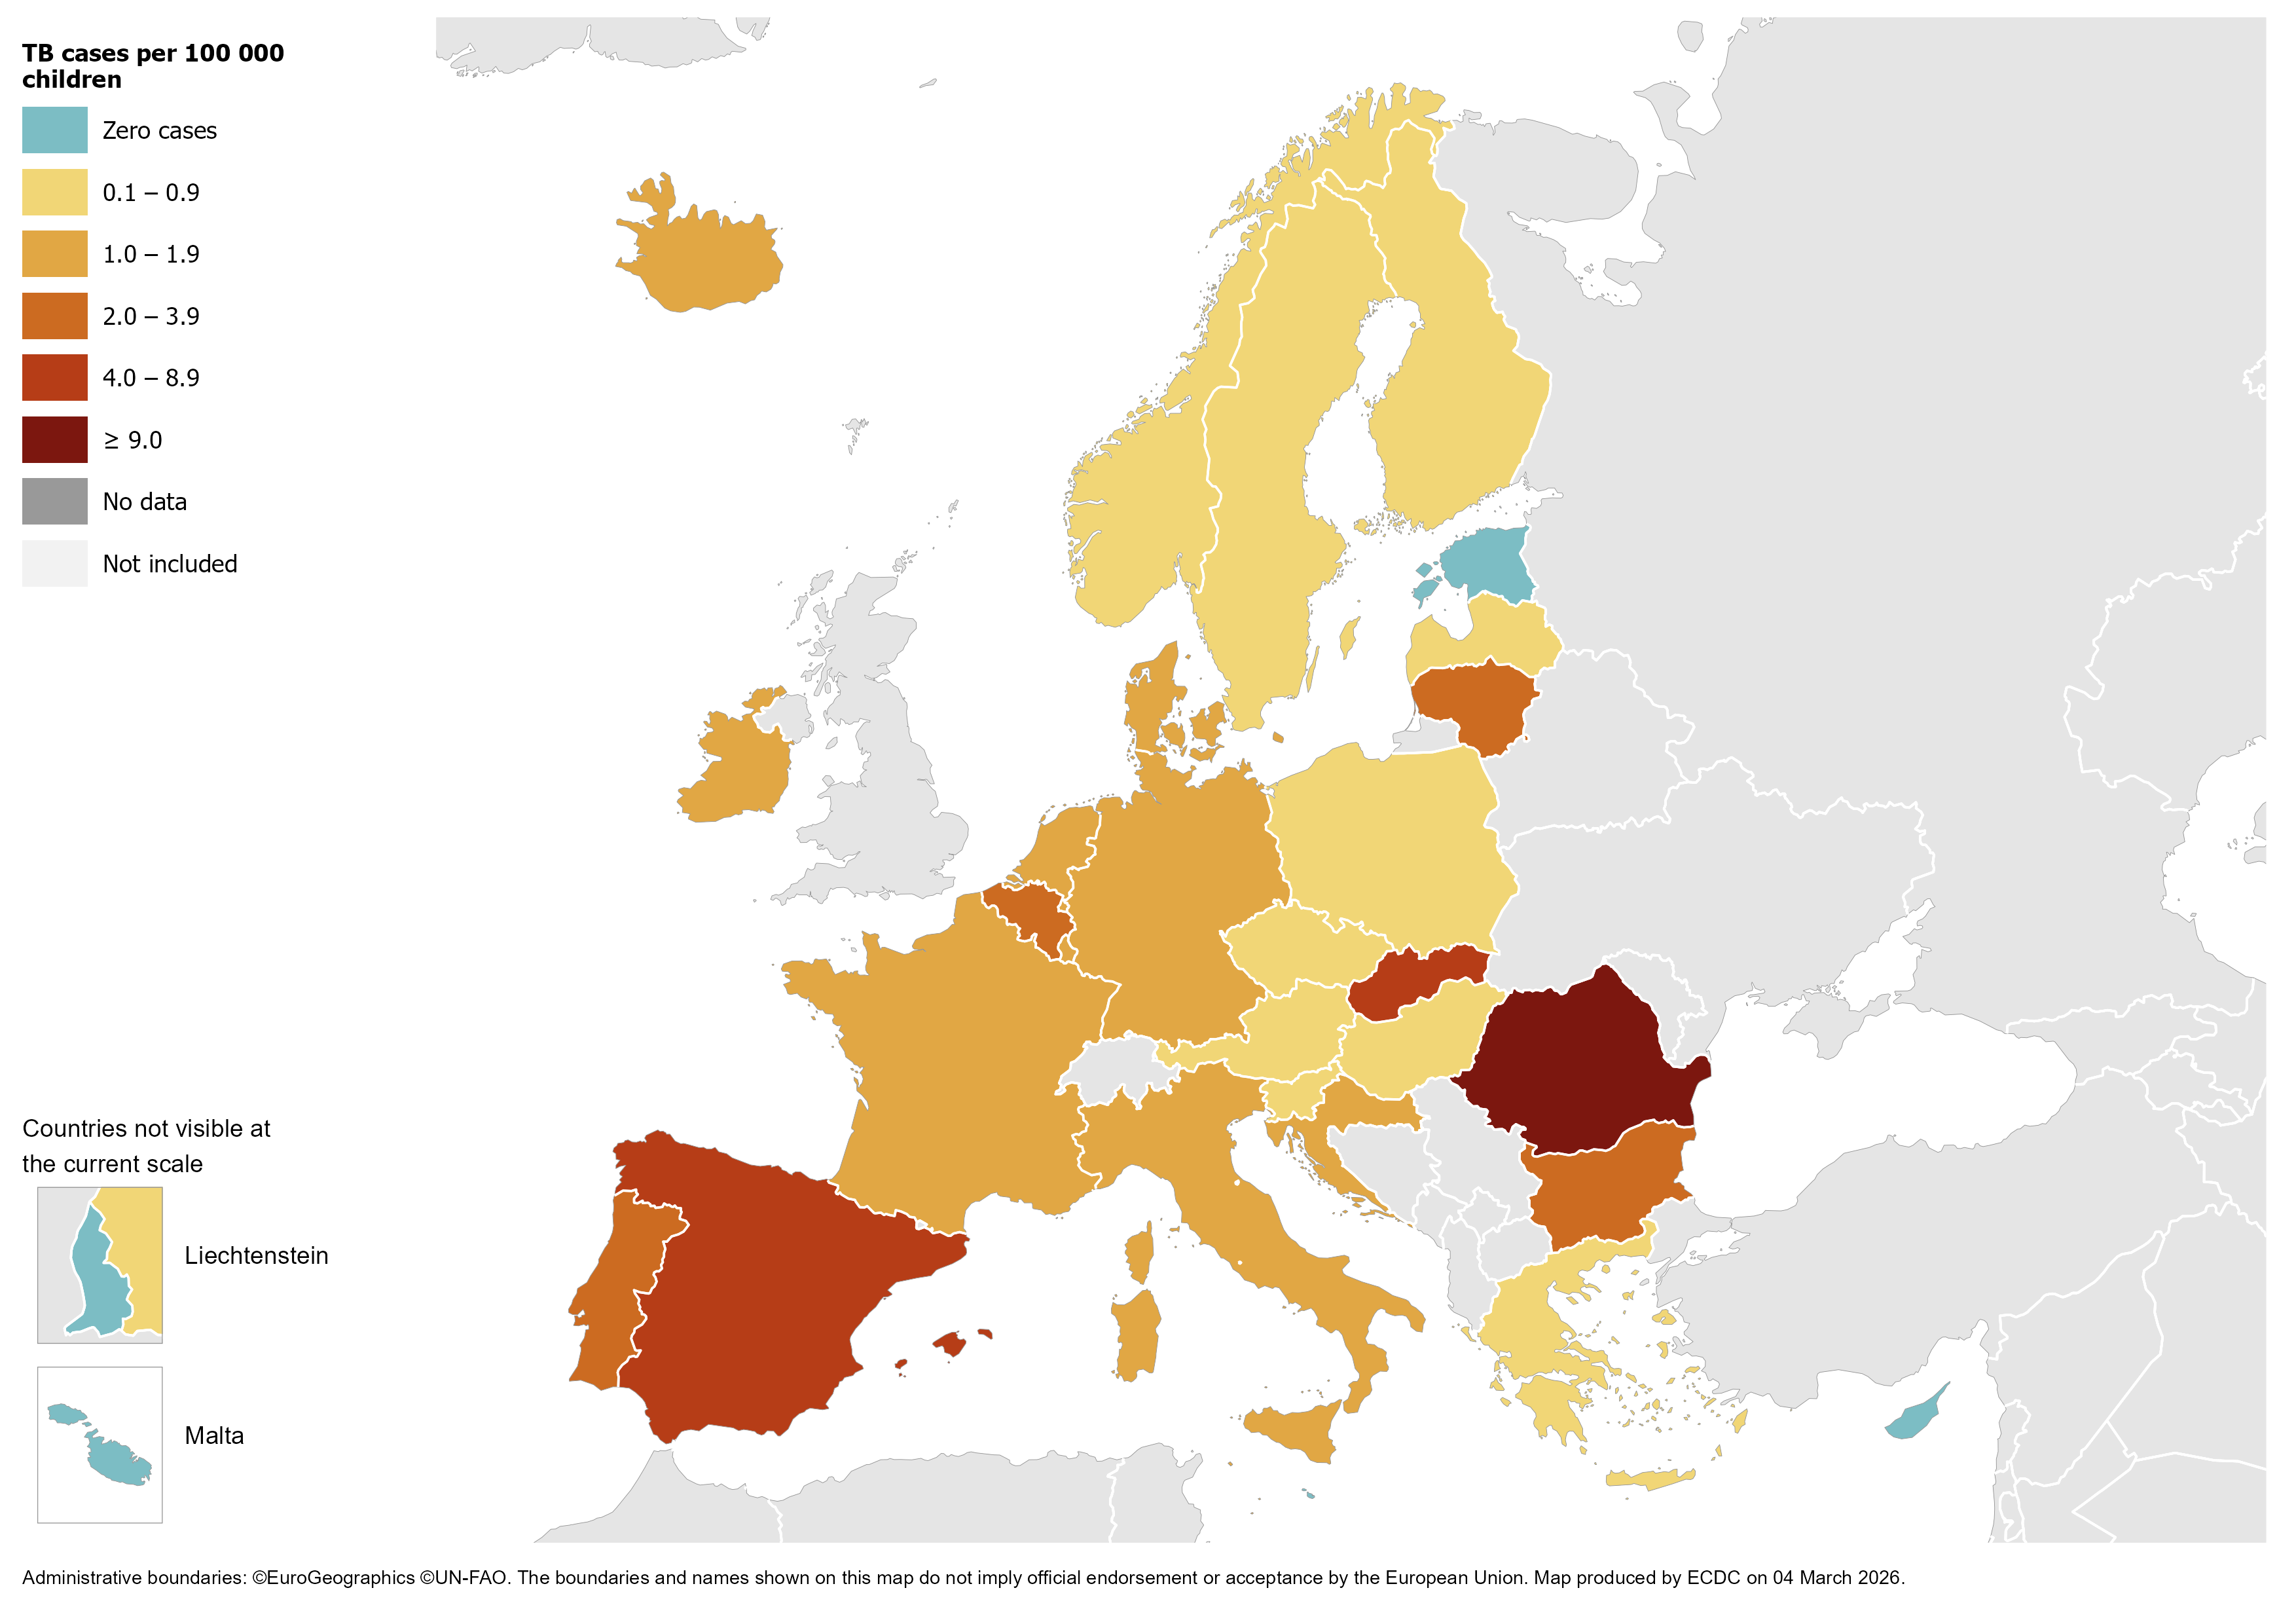 TB cases per 100 000
children
Zero cases
0.1 – 0.9
1.0 – 1.9
2.0 – 3.9
4.0 – 8.9
≥ 9.0
No data
Not included
Countries not visible at
the current scale
Liechtenstein
Malta
Administrative boundaries: ©EuroGeographics ©UN-FAO. The boundaries and names shown on this map do not imply official endorsement or acceptance by the European Union. Map produced by ECDC on 04 March 2026.